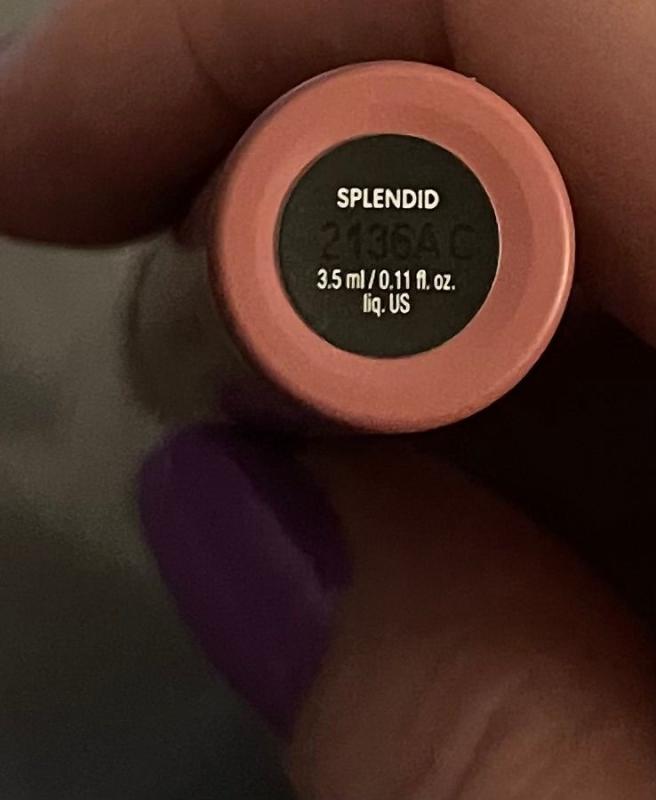 SPLENDID
2136A C
3.5 ml / 0.11 fl. oz.
liq. US